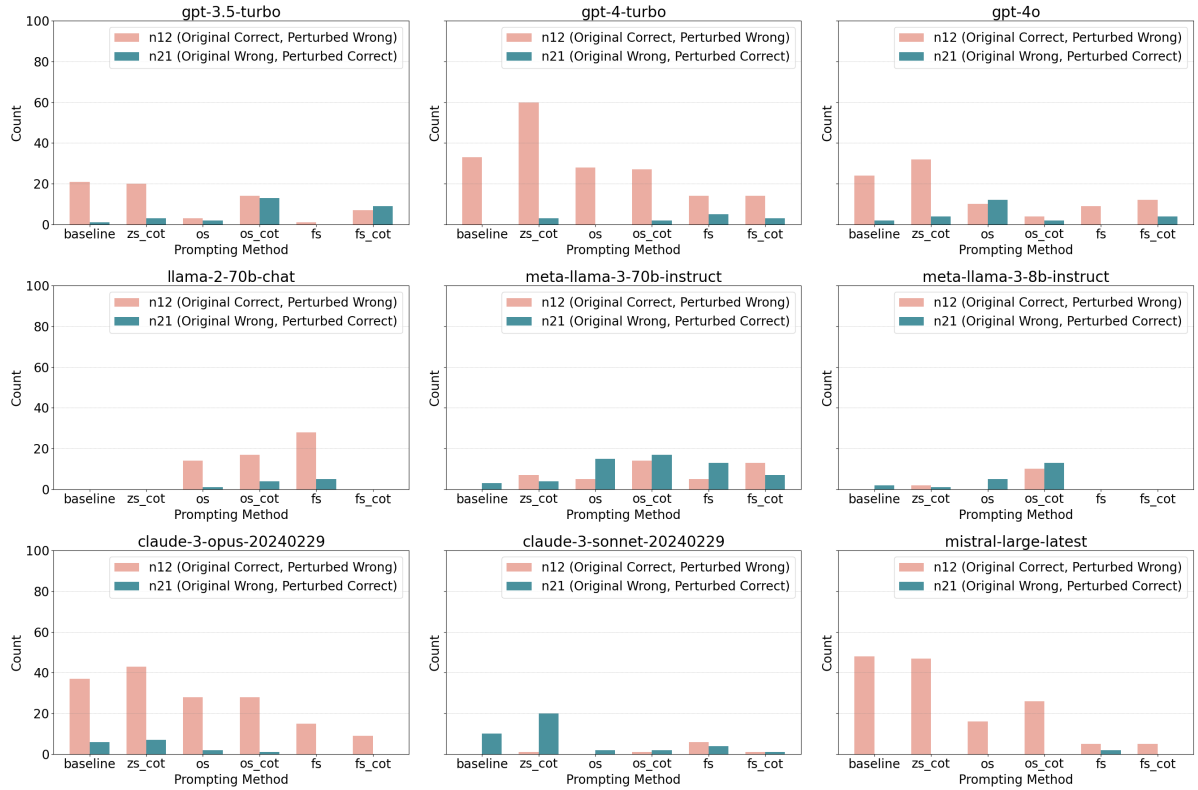 gpt-3.5-turbo
100
80
60
40
20
0
Count
n12 (Original Correct, Perturbed Wrong)
n21 (Original Wrong, Perturbed Correct)
baseline zs_cot os os_cot fs fs_cot
Prompting Method
gpt-4-turbo
Count
n12 (Original Correct, Perturbed Wrong)
n21 (Original Wrong, Perturbed Correct)
baseline zs_cot os os_cot fs fs_cot
Prompting Method
gpt-4o
Count
n12 (Original Correct, Perturbed Wrong)
n21 (Original Wrong, Perturbed Correct)
baseline zs_cot os os_cot fs fs_cot
Prompting Method
llama-2-70b-chat
100
80
60
40
20
0
Count
n12 (Original Correct, Perturbed Wrong)
n21 (Original Wrong, Perturbed Correct)
baseline zs_cot os os_cot fs fs_cot
Prompting Method
meta-llama-3-70b-instruct
Count
n12 (Original Correct, Perturbed Wrong)
n21 (Original Wrong, Perturbed Correct)
baseline zs_cot os os_cot fs fs_cot
Prompting Method
meta-llama-3-8b-instruct
Count
n12 (Original Correct, Perturbed Wrong)
n21 (Original Wrong, Perturbed Correct)
baseline zs_cot os os_cot fs fs_cot
Prompting Method
claude-3-opus-20240229
100
80
60
40
20
0
Count
n12 (Original Correct, Perturbed Wrong)
n21 (Original Wrong, Perturbed Correct)
baseline zs_cot os os_cot fs fs_cot
Prompting Method
claude-3-sonnet-20240229
Count
n12 (Original Correct, Perturbed Wrong)
n21 (Original Wrong, Perturbed Correct)
baseline zs_cot os os_cot fs fs_cot
Prompting Method
mistral-large-latest
Count
n12 (Original Correct, Perturbed Wrong)
n21 (Original Wrong, Perturbed Correct)
baseline zs_cot os os_cot fs fs_cot
Prompting Method